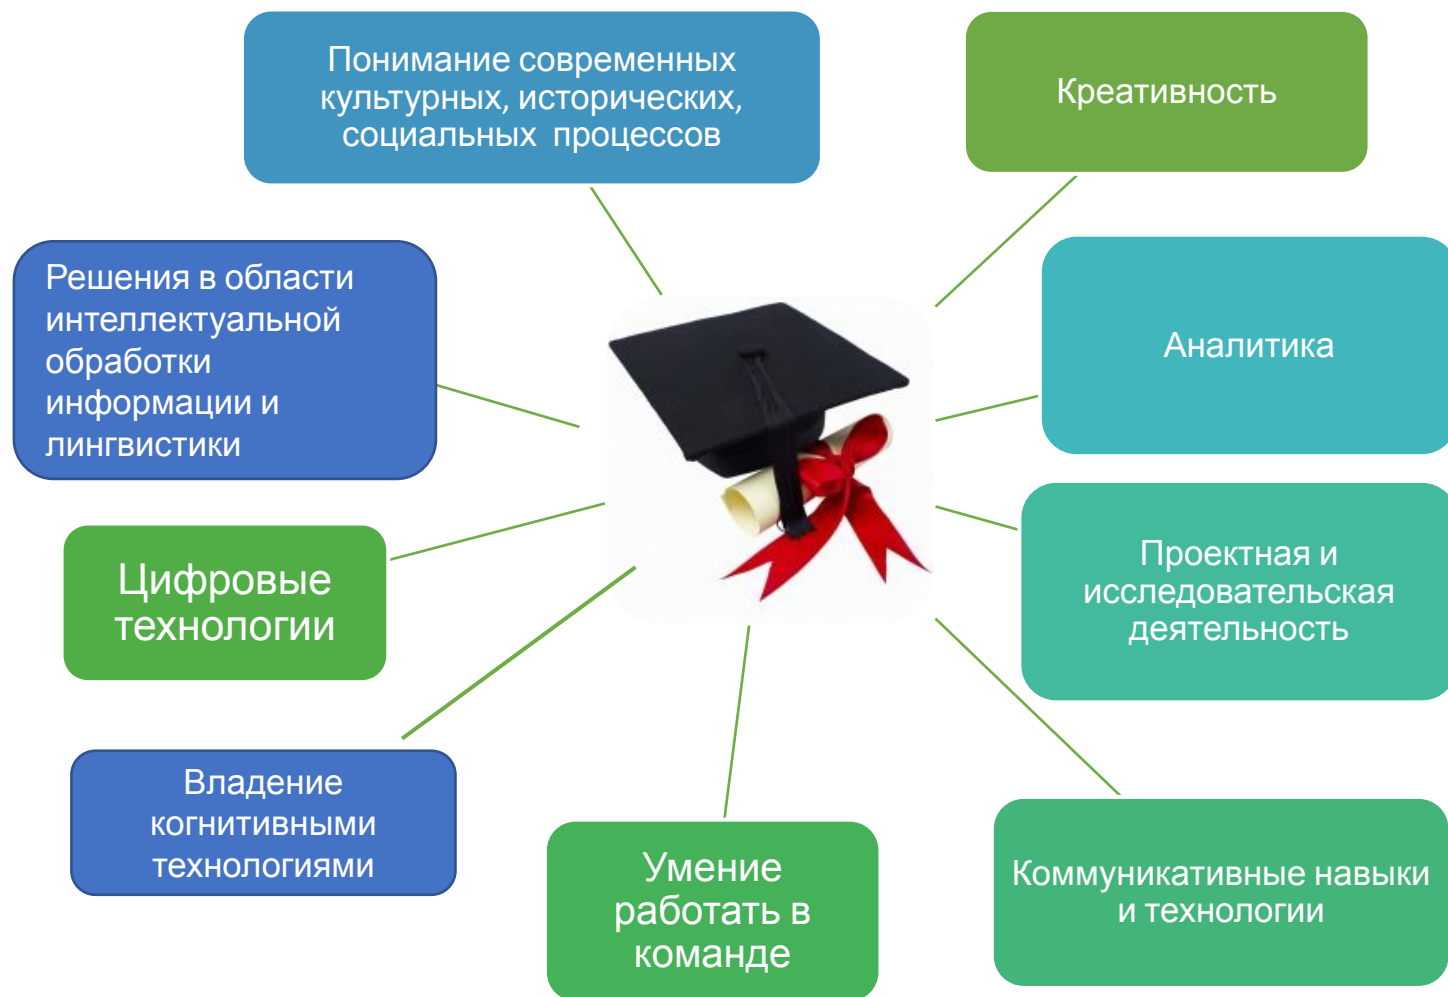 Понимание современных
культурных, исторических,
социальных процессов
Креативность
Решения в области
интеллектуальной
обработки
информации и
лингвистики
Аналитика
Цифровые
технологии
Проектная и
исследовательская
деятельность
Владение
когнитивными
технологиями
Умение
работать в
команде
Коммуникативные навыки
и технологии